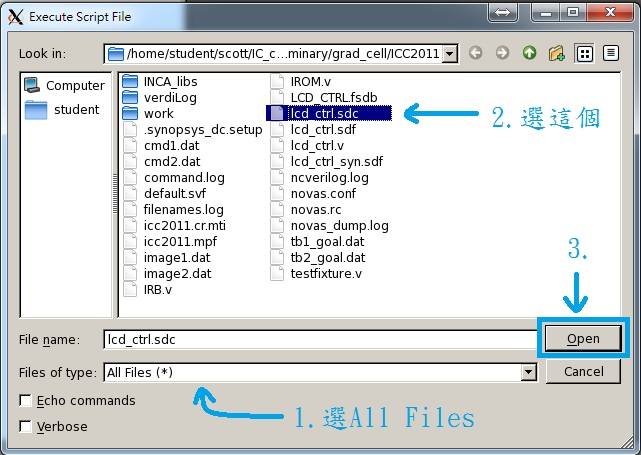 Execute Script File
Look in: /home/student/scott/IC_c...minary/grad_cell/ICC2011
Computer
student
INCA_libs
verdiLog
work
.synopsys_dc.setup
cmd1.dat
cmd2.dat
command.log
default.svf
filenames.log
icc2011.cr.mti
icc2011.mpf
image1.dat
image2.dat
IRB.v
IROM.v
LCD_CTRL.fsdb
lcd_ctrl.sdc
lcd_ctrl.sdf
lcd_ctrl.v
lcd_ctrl_syn.sdf
ncverilog.log
novas.conf
novas.rc
novas_dump.log
tb1_goal.dat
tb2_goal.dat
testfixture.v
2.選這個
3.
File name: lcd_ctrl.sdc
Open
Files of type: All Files (*)
Cancel
Echo commands
Verbose
1.選All Files